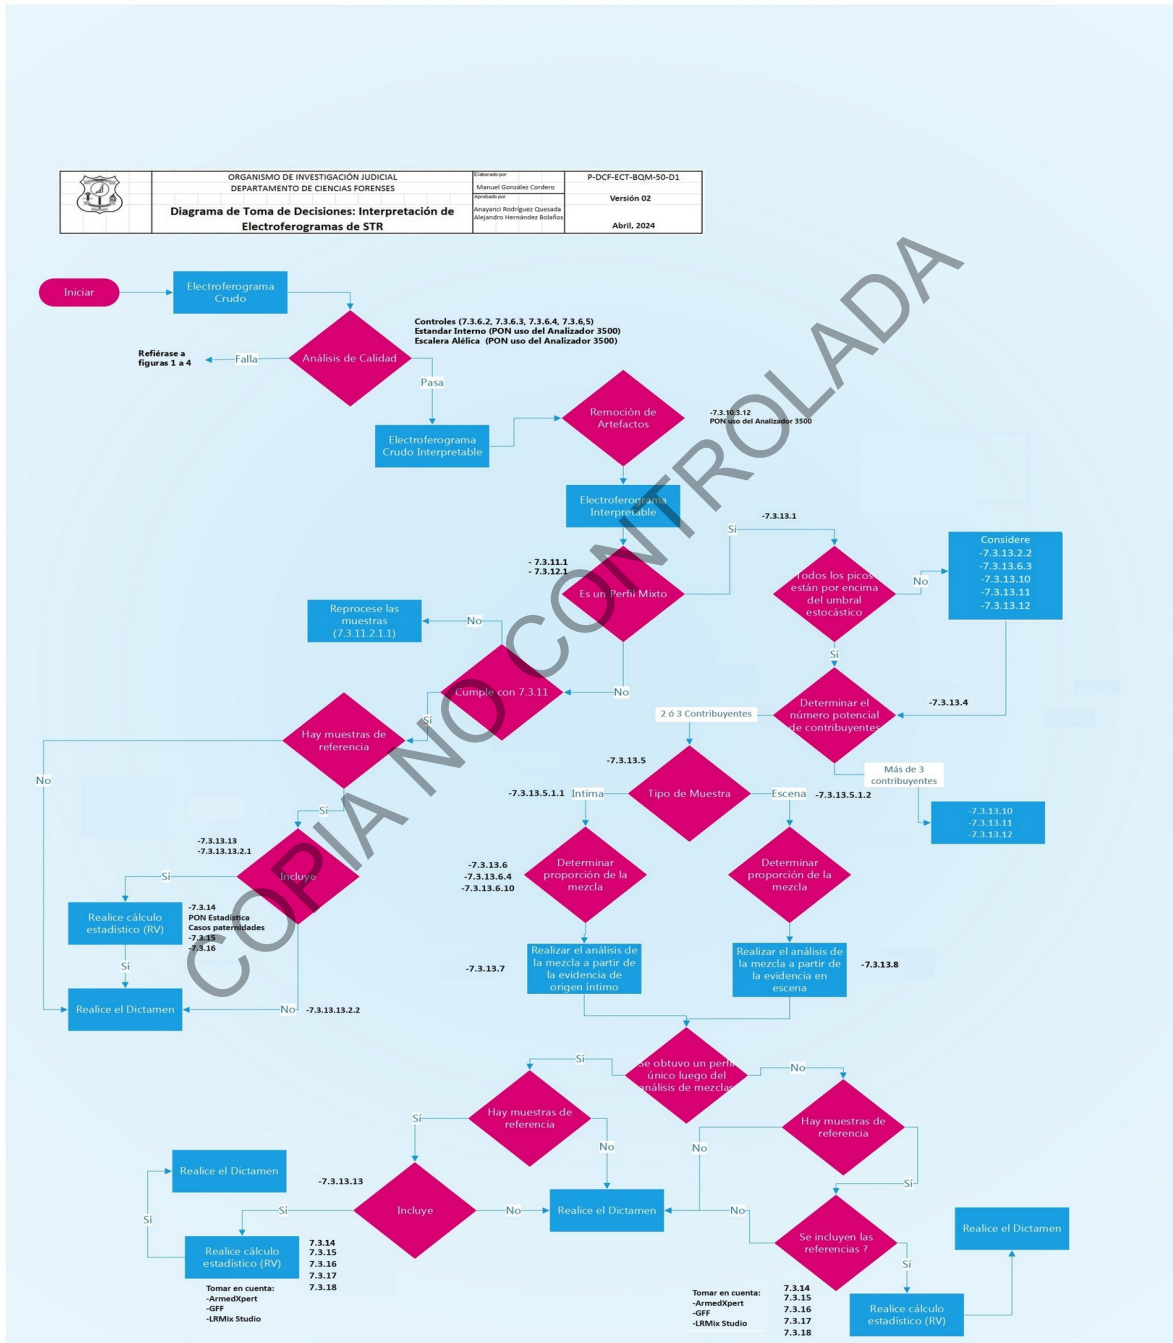 ORGANISMO DE INVESTIGACIÓN JUDICIAL
DEPARTAMENTO DE CIENCIAS FORENSES
Diagrama de Toma de Decisiones: Interpretación de
Electroferogramas de STR
Elaborado por
Manuel González Cordero
Aprobado por
Anayanci Rodríguez Quesada
Alejandro Hernández Bolaños
P-DCF-ECT-BQM-50-D1
Versión 02
Abril, 2024
Iniciar
Electroferograma
Crudo
Controles (7.3.6.2, 7.3.6.3, 7.3.6.4, 7.3.6,5)
Estandar Interno (PON uso del Analizador 3500)
Escalera Alélica (PON uso del Analizador 3500)
Análisis de Calidad
Falla
Refiérase a
figuras 1 a 4
Pasa
Electroferograma
Crudo Interpretable
Remoción de
Artefactos
-7.3.10.3.12
PON uso del Analizador 3500
Electroferograma
Interpretable
- 7.3.11.1
- 7.3.12.1
Es un Perfil Mixto
Sí
-7.3.13.1
Todos los picos
están por encima
del umbral
estocástico
No
Considere
-7.3.13.2.2
-7.3.13.6.3
-7.3.13.10
-7.3.13.11
-7.3.13.12
Sí
-7.3.13.4
Determinar el
número potencial
de contribuyentes
No
Cumple con 7.3.11
No
Reprocese las
muestras
(7.3.11.2.1.1)
Sí
Hay muestras de
referencia
No
Sí
-7.3.13.13
-7.3.13.13.2.1
Incluye
Sí
Realice cálculo
estadístico (RV)
-7.3.14
PON Estadística
Casos paternidades
-7.3.15
-7.3.16
Sí
Realice el Dictamen
No
-7.3.13.13.2.2
2 ó 3 Contribuyentes
Más de 3
contribuyentes
-7.3.13.10
-7.3.13.11
-7.3.13.12
-7.3.13.5
Tipo de Muestra
-7.3.13.5.1.1
Intima
Escena
-7.3.13.5.1.2
-7.3.13.6
-7.3.13.6.4
-7.3.13.6.10
Determinar
proporción de la
mezcla
Determinar
proporción de la
mezcla
-7.3.13.7
Realizar el análisis de
la mezcla a partir de
la evidencia de
origen íntimo
Realizar el análisis de
la mezcla a partir de
la evidencia en
escena
-7.3.13.8
Se obtuvo un perfil
único luego del
análisis de mezclas
Sí
No
Hay muestras de
referencia
Sí
No
Hay muestras de
referencia
No
Sí
-7.3.13.13
Incluye
Sí
No
Realice el Dictamen
Realice el Dictamen
Sí
Realice cálculo
estadístico (RV)
7.3.14
7.3.15
7.3.16
7.3.17
7.3.18
Tomar en cuenta:
-ArmedXpert
-GFF
-LRMix Studio
No
Se incluyen las
referencias ?
Sí
Realice el Dictamen
Tomar en cuenta:
-ArmedXpert
-GFF
-LRMix Studio
7.3.14
7.3.15
7.3.16
7.3.17
7.3.18
Realice cálculo
estadístico (RV)
COPIA NO CONTROLADA